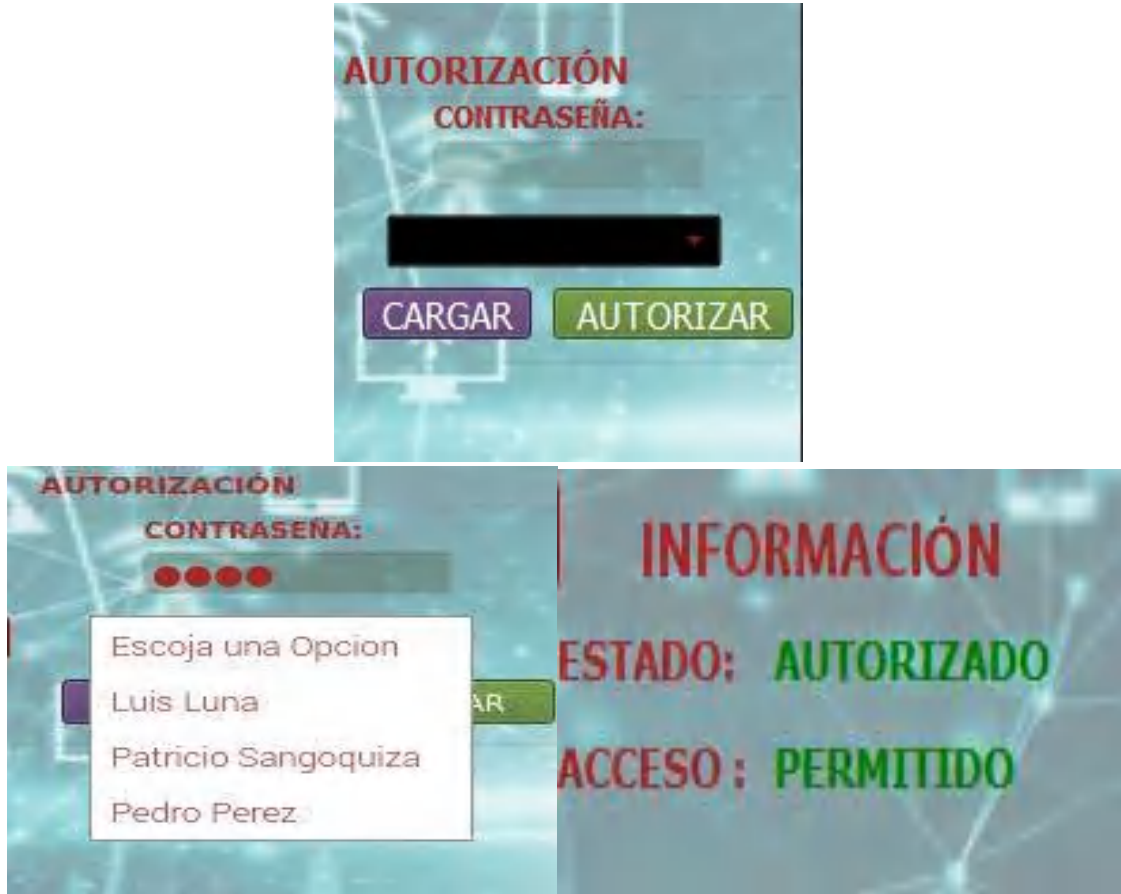 AUTORIZACIÓN
CONTRASEÑA:
CARGAR AUTORIZAR
AUTORIZACIÓN
CONTRASEÑA:
Escoja una Opcion
Luis Luna
AR
Patricio Sangoquiza
Pedro Perez
INFORMACIÓN
ESTADO: AUTORIZADO
ACCESO : PERMITIDO